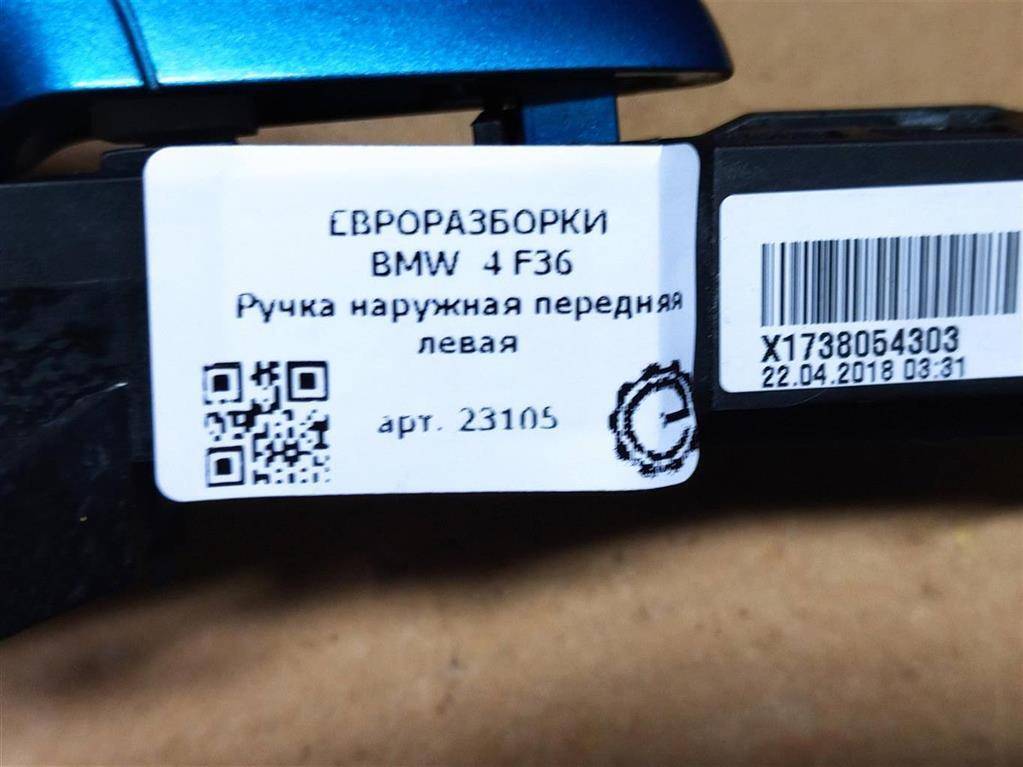 ЕВРОРАЗБОРКИ
BMW 4 F36
Ручка наружная передняя
левая
арт. 23105
X1738054303
22.04.2018 03:31